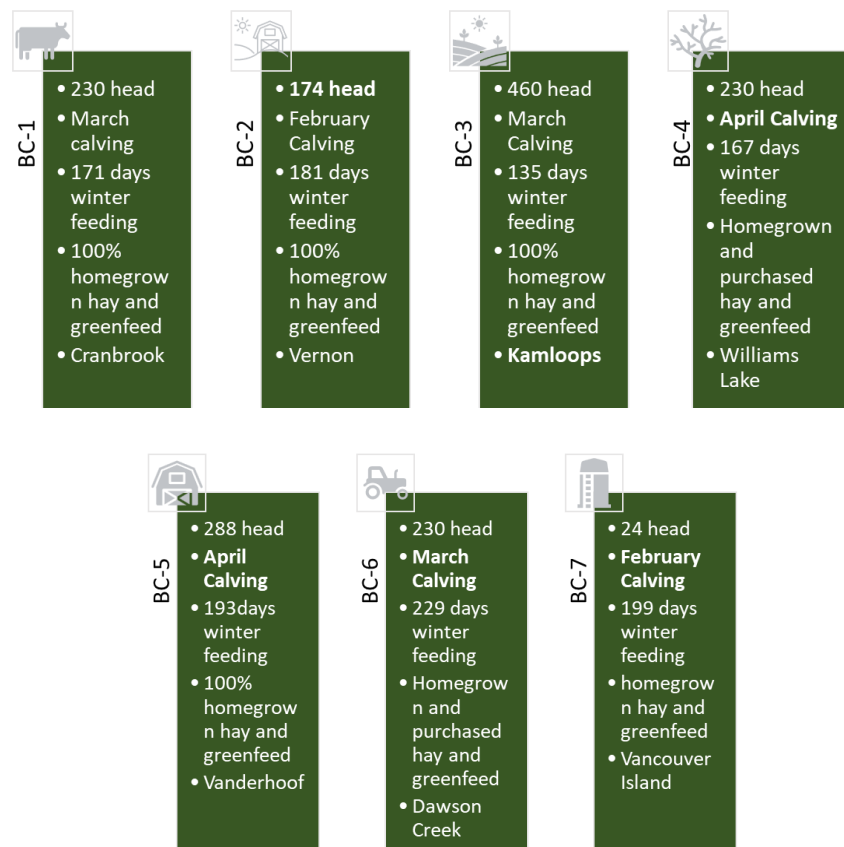 BC-1
• 230 head
• March
calving
• 171 days
winter
feeding
• 100%
homegrow
n hay and
greenfeed
• Cranbrook
BC-2
• 174 head
• February
Calving
• 181 days
winter
feeding
• 100%
homegrow
n hay and
greenfeed
• Vernon
BC-3
• 460 head
• March
Calving
• 135 days
winter
feeding
• 100%
homegrow
n hay and
greenfeed
• Kamloops
BC-4
• 230 head
• April Calving
• 167 days
winter
feeding
• Homegrown
and
purchased
hay and
greenfeed
• Williams
Lake
BC-5
• 288 head
• April
Calving
• 193days
winter
feeding
• 100%
homegrow
n hay and
greenfeed
• Vanderhoof
BC-6
• 230 head
• March
Calving
• 229 days
winter
feeding
• Homegrow
n and
purchased
hay and
greenfeed
• Dawson
Creek
BC-7
• 24 head
• February
Calving
• 199 days
winter
feeding
• homegrow
n hay and
greenfeed
• Vancouver
Island